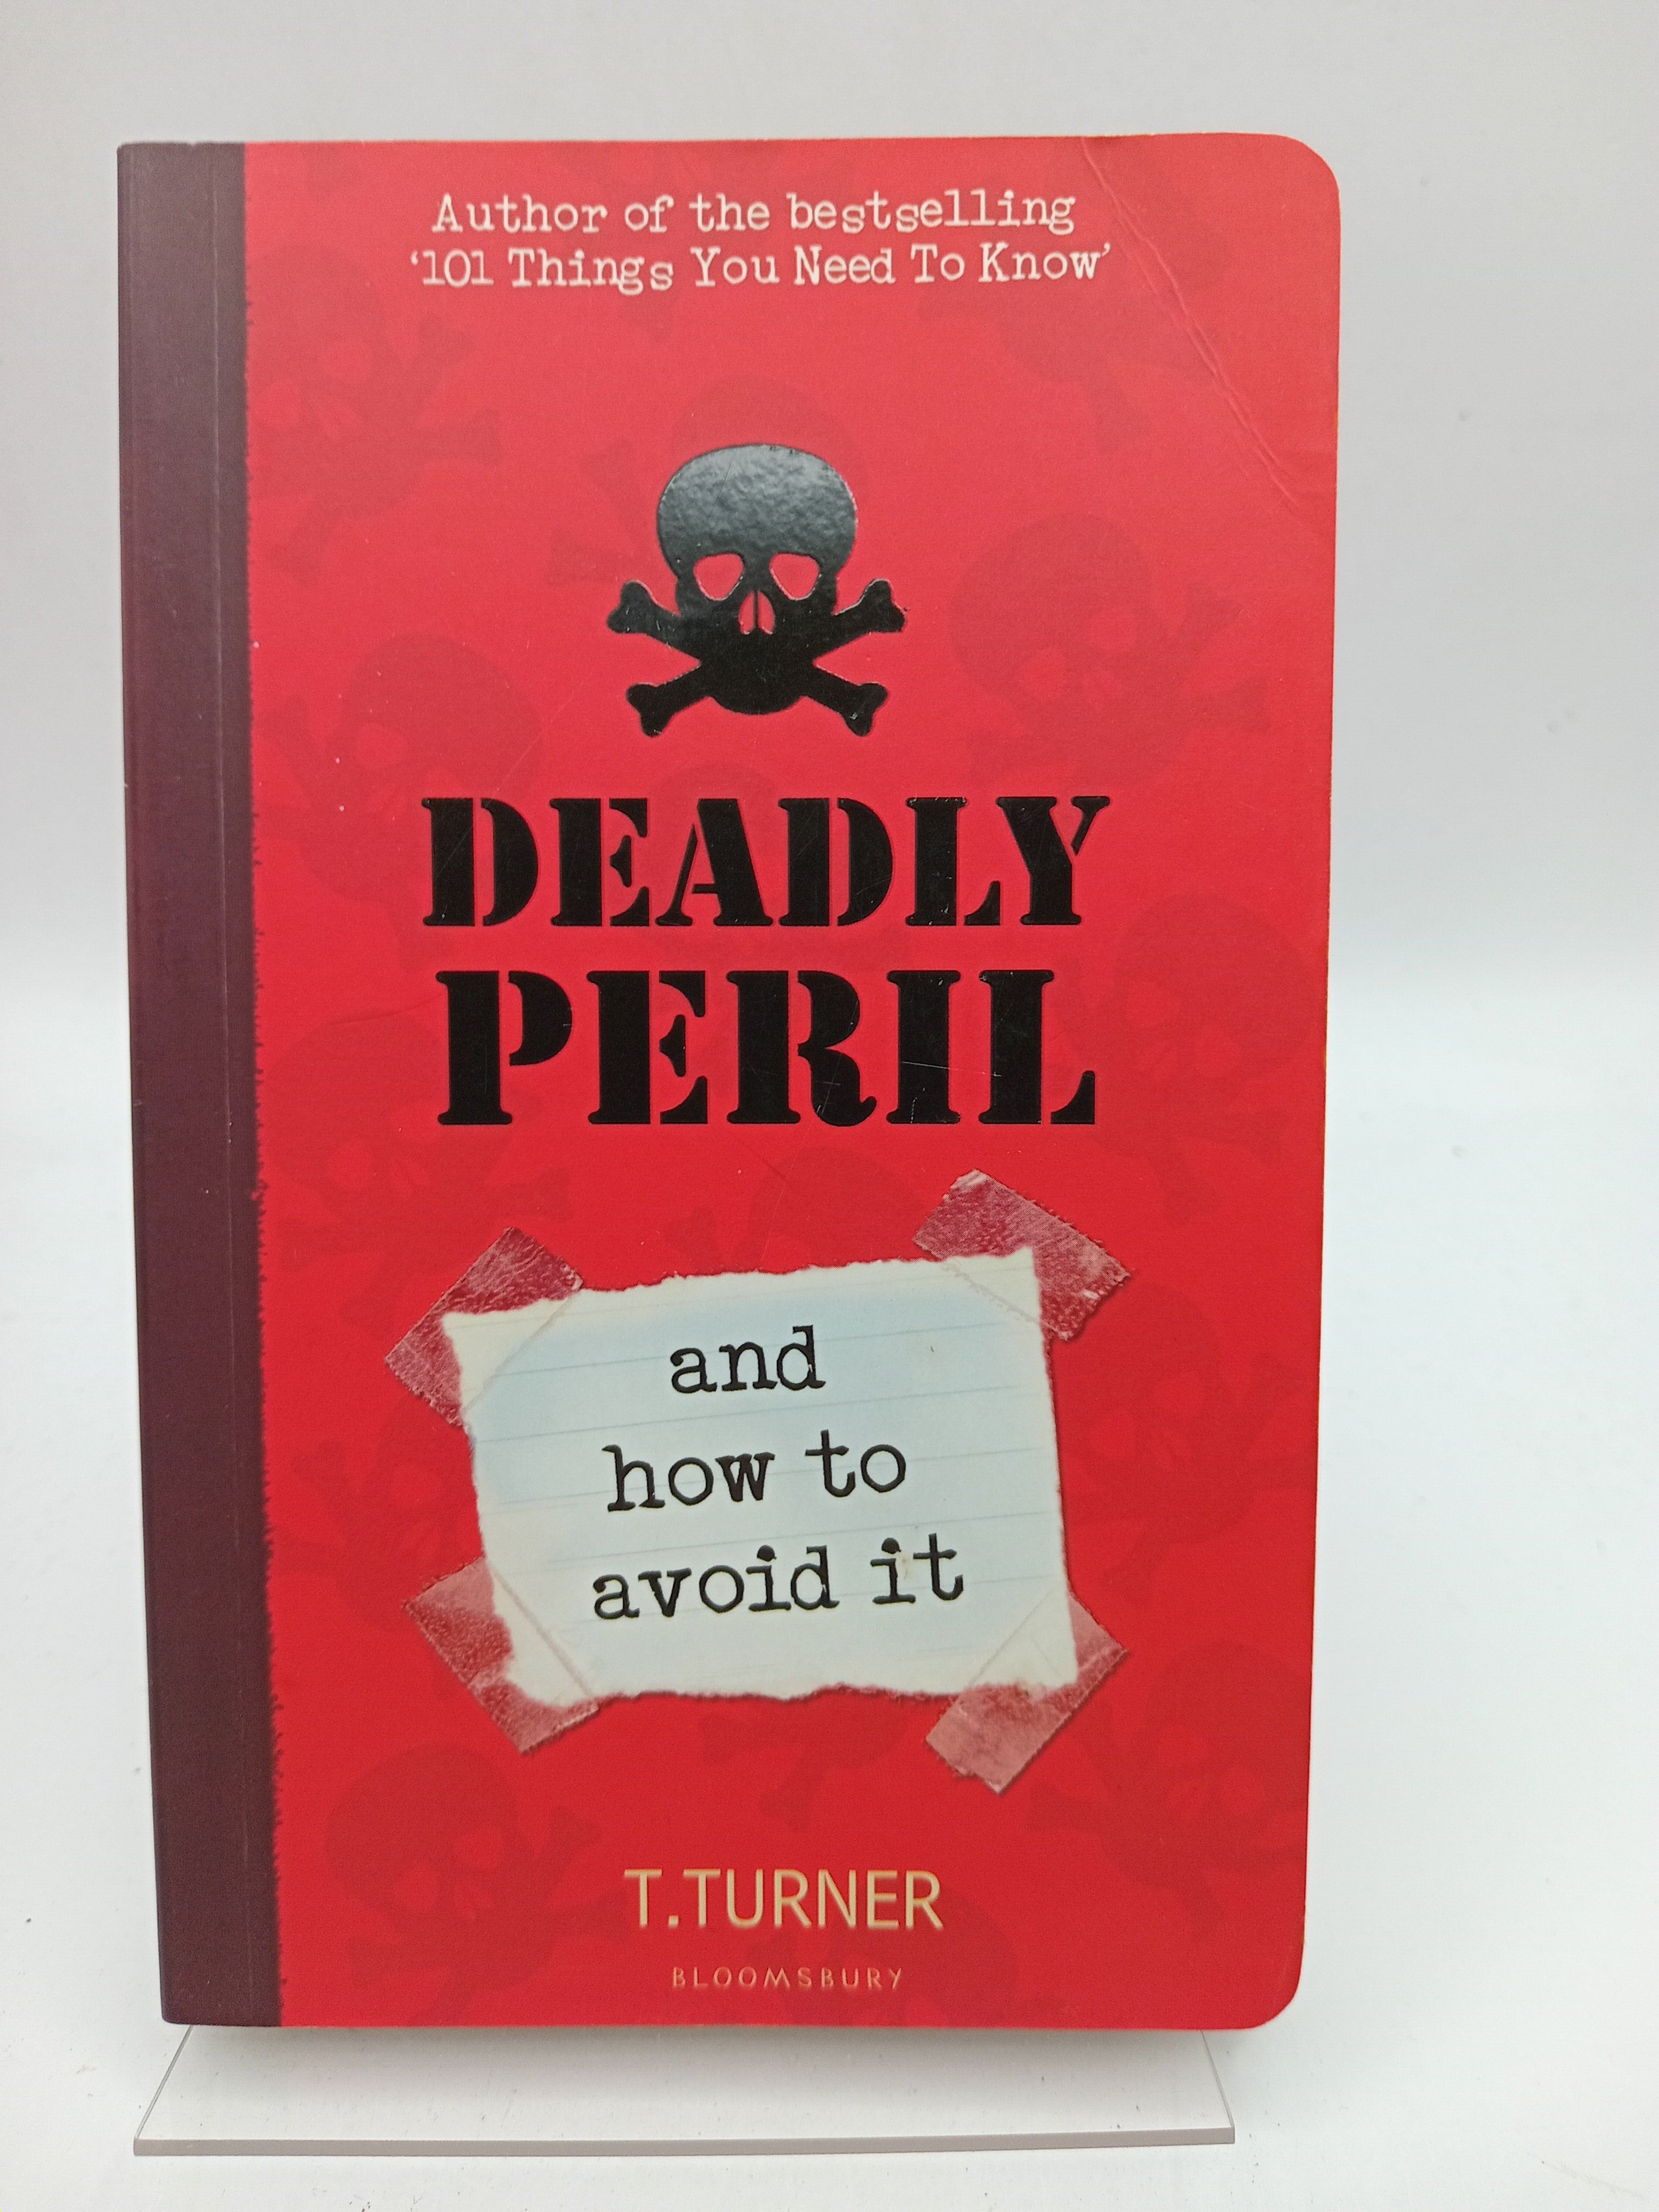 Author of the bestselling
‘101 Things You Need To Know’
DEADLY
PERIL
and
how to
avoid it
T.TURNER
BLOOMSBURY